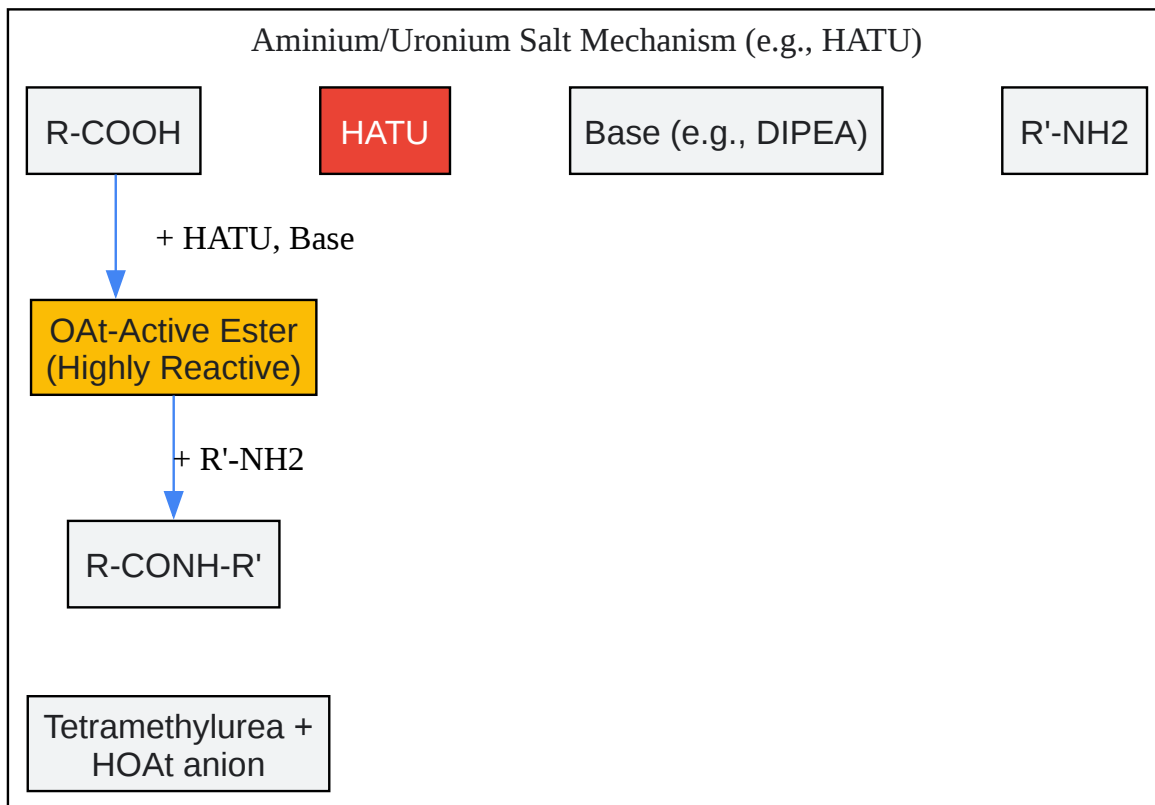 Aminium/Uronium Salt Mechanism (e.g., HATU)
R-COOH
HATU
Base (e.g., DIPEA)
R'-NH2
+ HATU, Base
OAt-Active Ester
(Highly Reactive)
+ R'-NH2
R-CONH-R'
Tetramethylurea +
HOAt anion